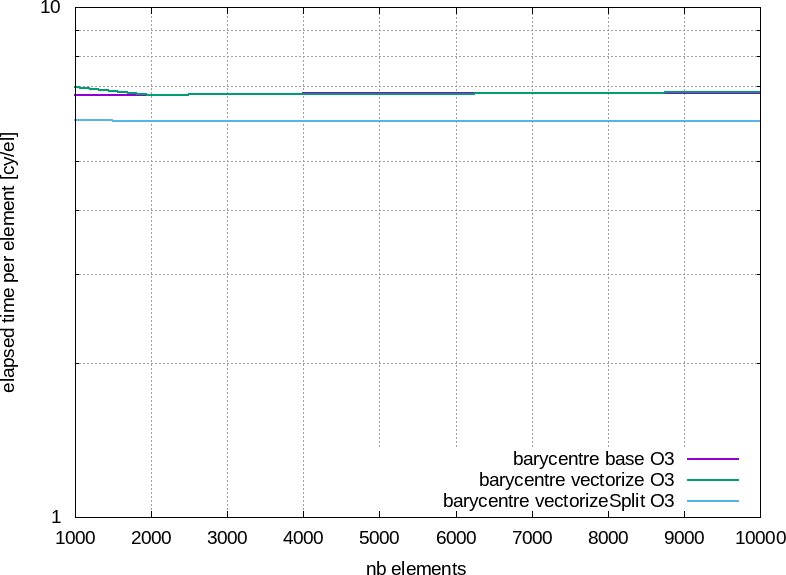 10
1
elapsed time per element [cy/el]
barycentre base O3
barycentre vectorize O3
barycentre vectorizeSplit O3
1000 2000 3000 4000 5000 6000 7000 8000 9000 10000
nb elements